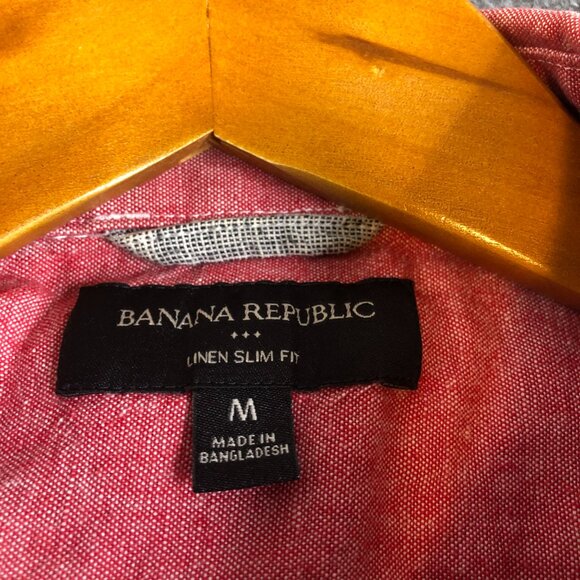 BANANA REPUBLIC
LINEN SLIM FIT
M
MADE IN
BANGLADESH